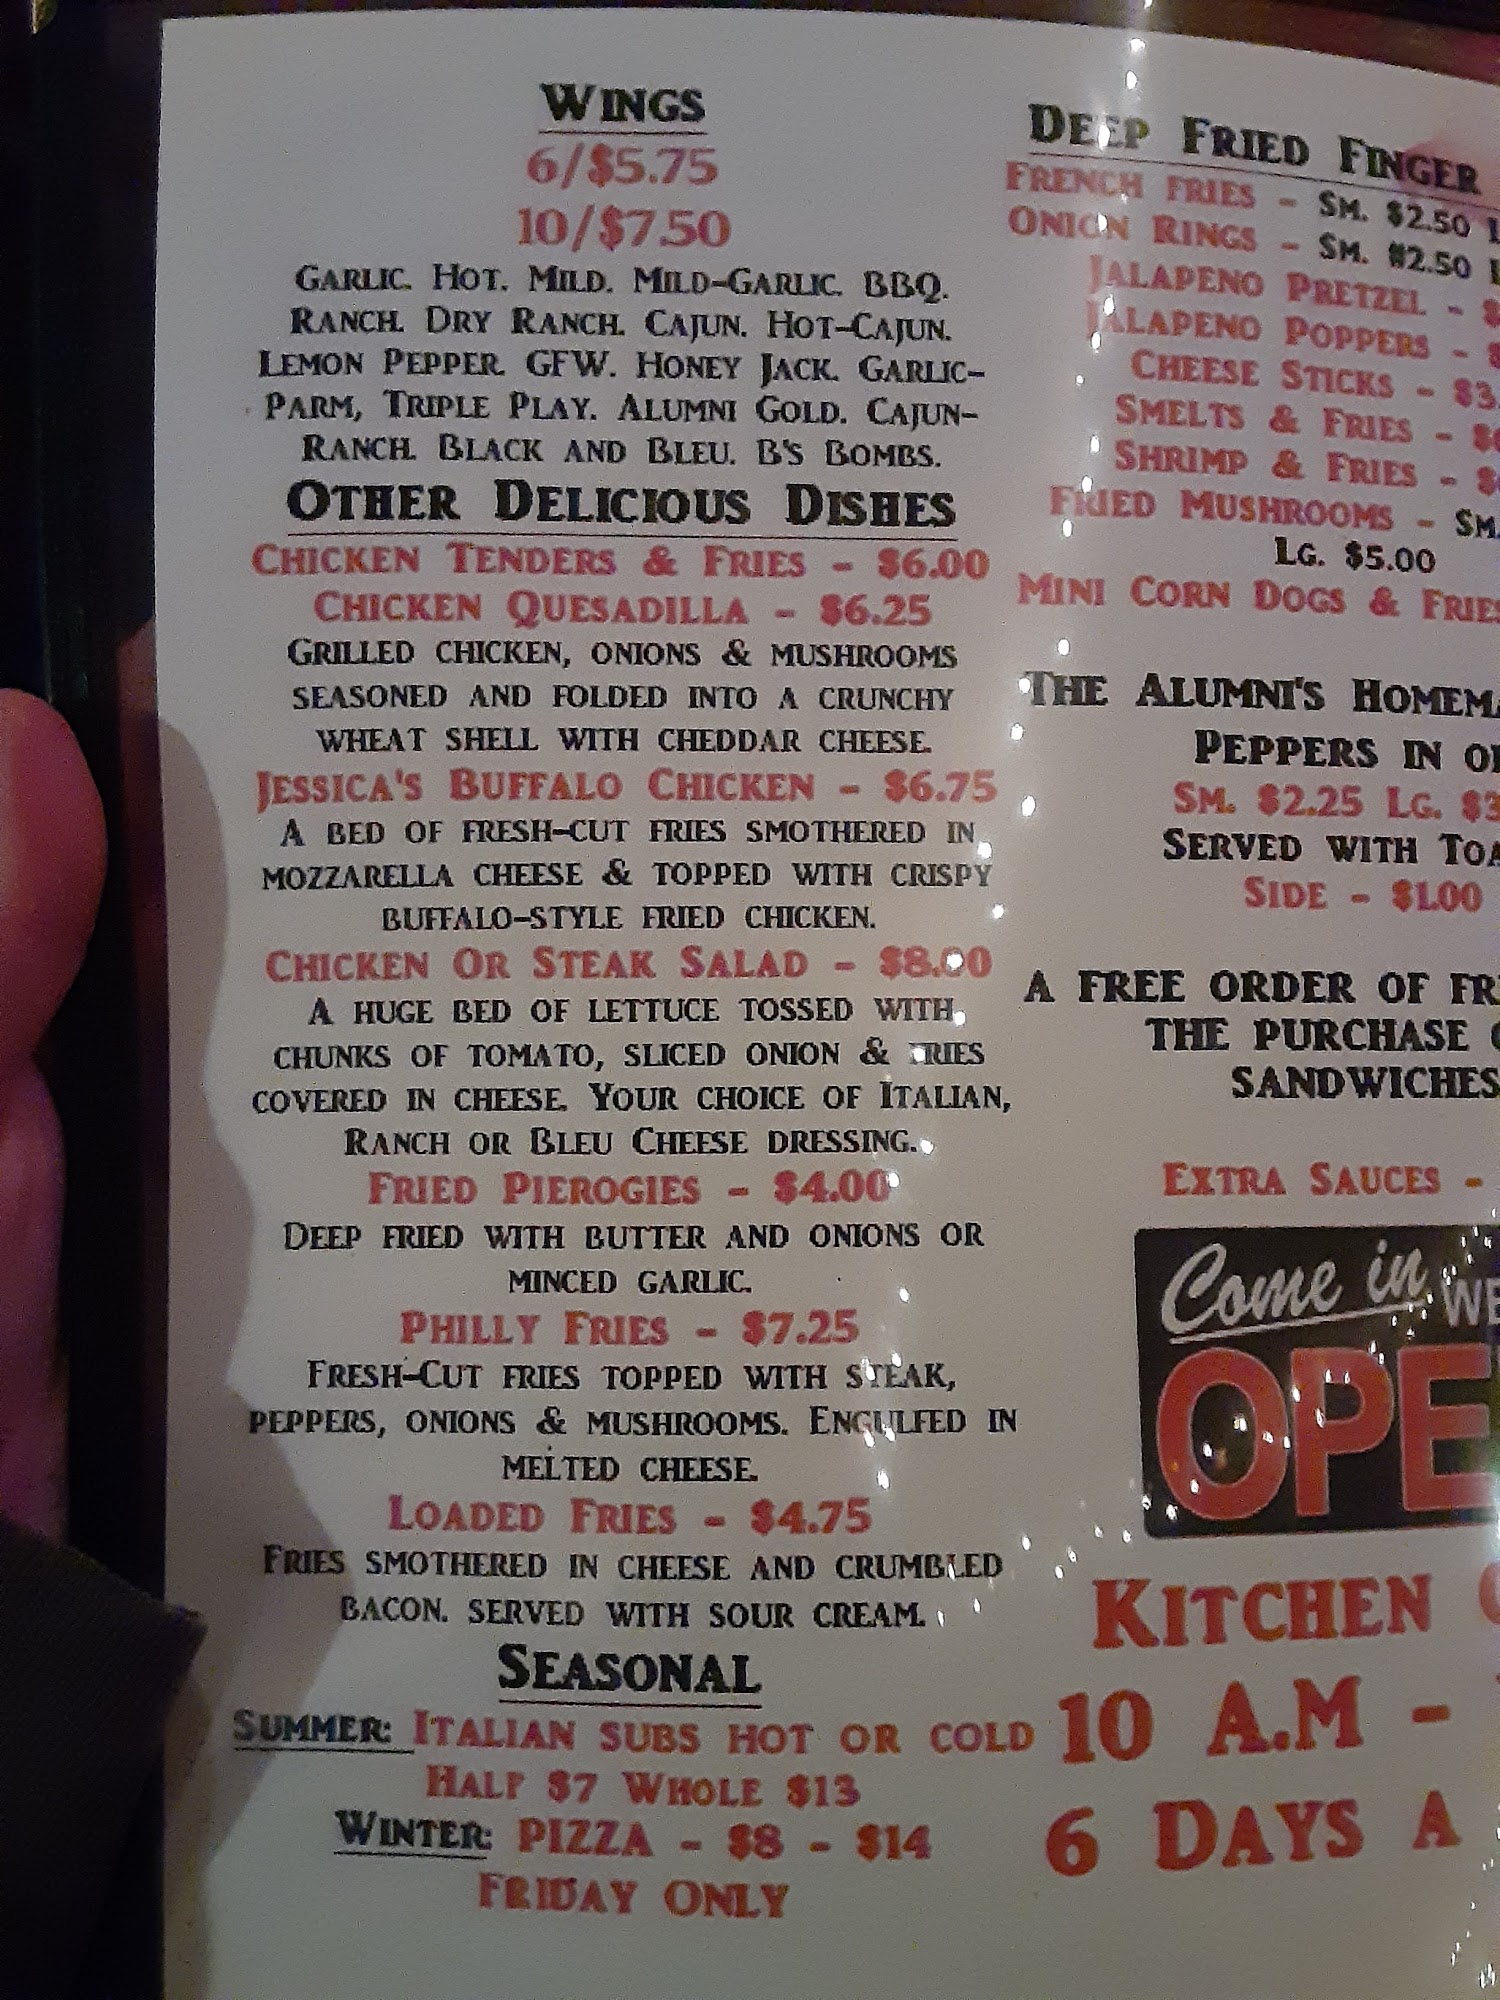 Wings
6/$5.75
10/$7.50
Garlic. Hot. Mild. Mild-Garlic. BBQ.
Ranch. Dry Ranch. Cajun. Hot-Cajun.
Lemon Pepper. GFW. Honey Jack. Garlic-
Parm, Triple Play. Alumni Gold. Cajun-
Ranch. Black and Bleu. B's Bombs.
Other Delicious Dishes
Chicken Tenders & Fries - $6.00
Chicken Quesadilla - $6.25
Grilled chicken, onions & mushrooms
seasoned and folded into a crunchy
wheat shell with cheddar cheese.
Jessica's Buffalo Chicken - $6.75
A bed of fresh-cut fries smothered in
mozzarella cheese & topped with crispy
buffalo-style fried chicken.
Chicken Or Steak Salad - $8.00
A huge bed of lettuce tossed with
chunks of tomato, sliced onion & fries
covered in cheese. Your choice of Italian,
Ranch or Bleu Cheese dressing.
Fried Pierogies - $4.00
Deep fried with butter and onions or
minced garlic.
Philly Fries - $7.25
Fresh-Cut fries topped with steak,
peppers, onions & mushrooms. Engulfed in
melted cheese.
Loaded Fries - $4.75
Fries smothered in cheese and crumbled
bacon. served with sour cream.
Seasonal
Summer: Italian subs hot or cold
Half $7 Whole $13
Winter: pizza - $8 - $14
Friday only
Deep Fried Finger
French fries - Sm. $2.50
Onion Rings - Sm. $2.50
Jalapeno Pretzel -
Jalapeno Poppers -
Cheese Sticks - $3.
Smelts & Fries -
Shrimp & Fries -
Fried Mushrooms - Sm.
Lg. $5.00
Mini Corn Dogs & Fries
The Alumni's
Peppers in
Sm. $2.25 Lg.
Served with
Side - $1.00
A free order of
the purchase
sandwiches
Extra Sauces -
Come in WE
OPE
Kitchen
10 A.M -
6 Days a